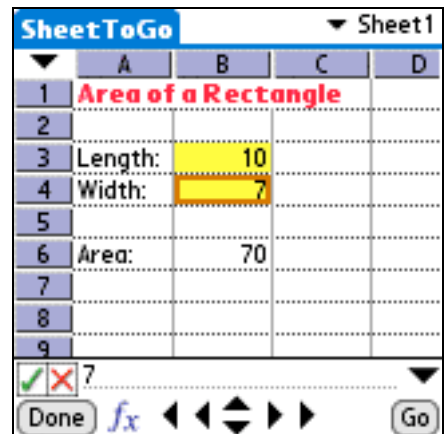 SheetToGo Sheet1
A B C D
1 Area of a Rectangle
2
3 Length: 10
4 Width: 7
5
6 Area: 70
7
8
9
7
Done fx Go